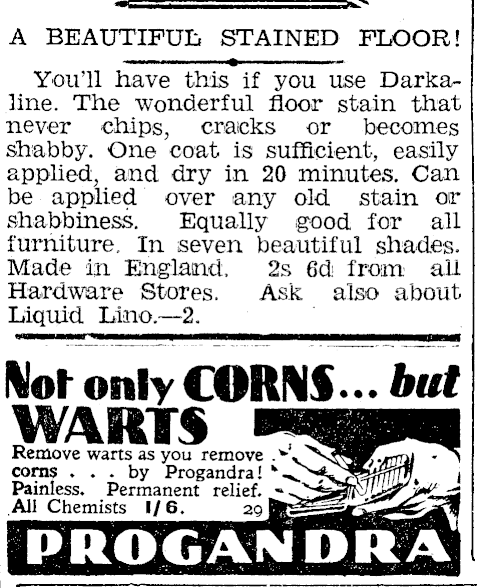 A BEAUTIFUL STAINED FLOOR!
You'll have this if you use Darka-
line. The wonderful floor stain that
never chips, cracks or becomes
shabby. One coat is sufficient, easily
applied, and dry in 20 minutes. Can
be applied over any old stain or
shabbiness. Equally good for all
furniture. In seven beautiful shades.
Made in England. 2s 6d from all
Hardware Stores. Ask also about
Liquid Lino.—2.
Not only CORNS... but
WARTS
Remove warts as you remove
corns . . . by Progandra!
Painless. Permanent relief.
All Chemists 1/6. 29
PROGANDRA